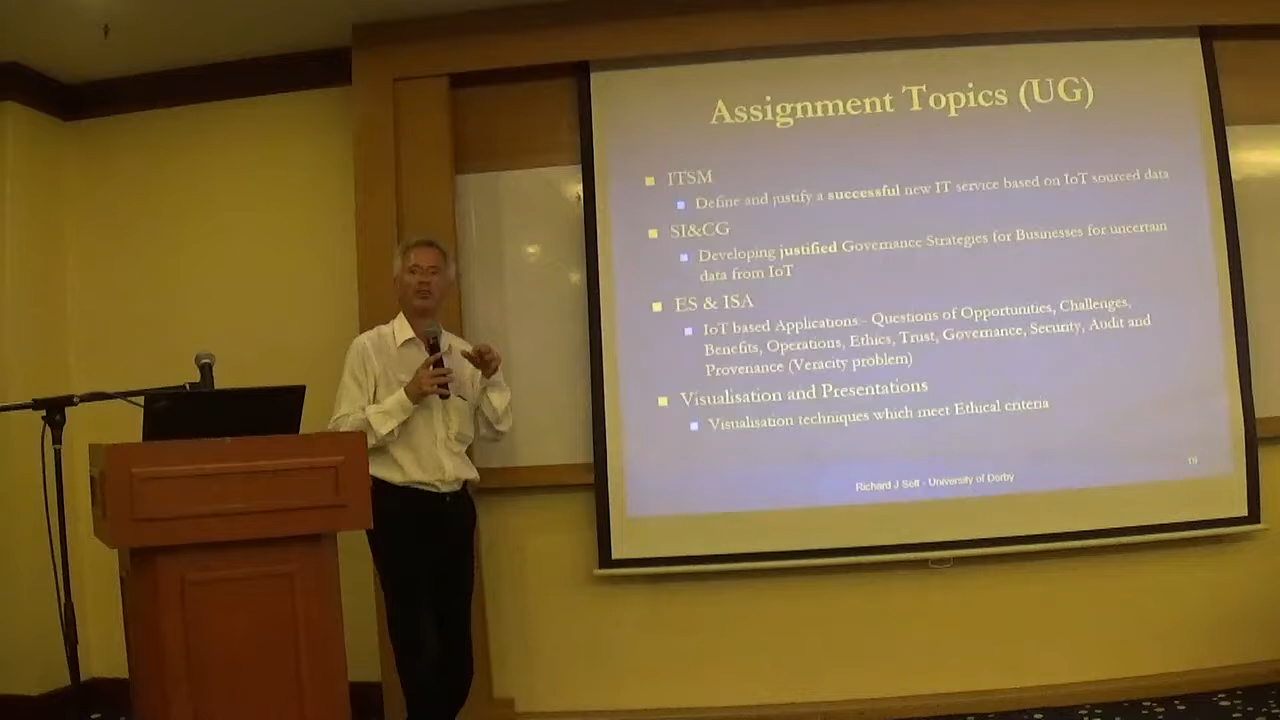 Assignment Topics (UG)
ITSM
Define and justify a successful new IT service based on IoT sourced data
SI&CG
Developing justified Governance Strategies for Businesses for uncertain
data from IoT
ES & ISA
IoT based Applications - Questions of Opportunities, Challenges,
Benefits, Operations, Ethics, Trust, Governance, Security, Audit and
Provenance (Veracity problem)
Visualisation and Presentations
Visualisation techniques which meet Ethical criteria
19
Richard J Self - University of Derby